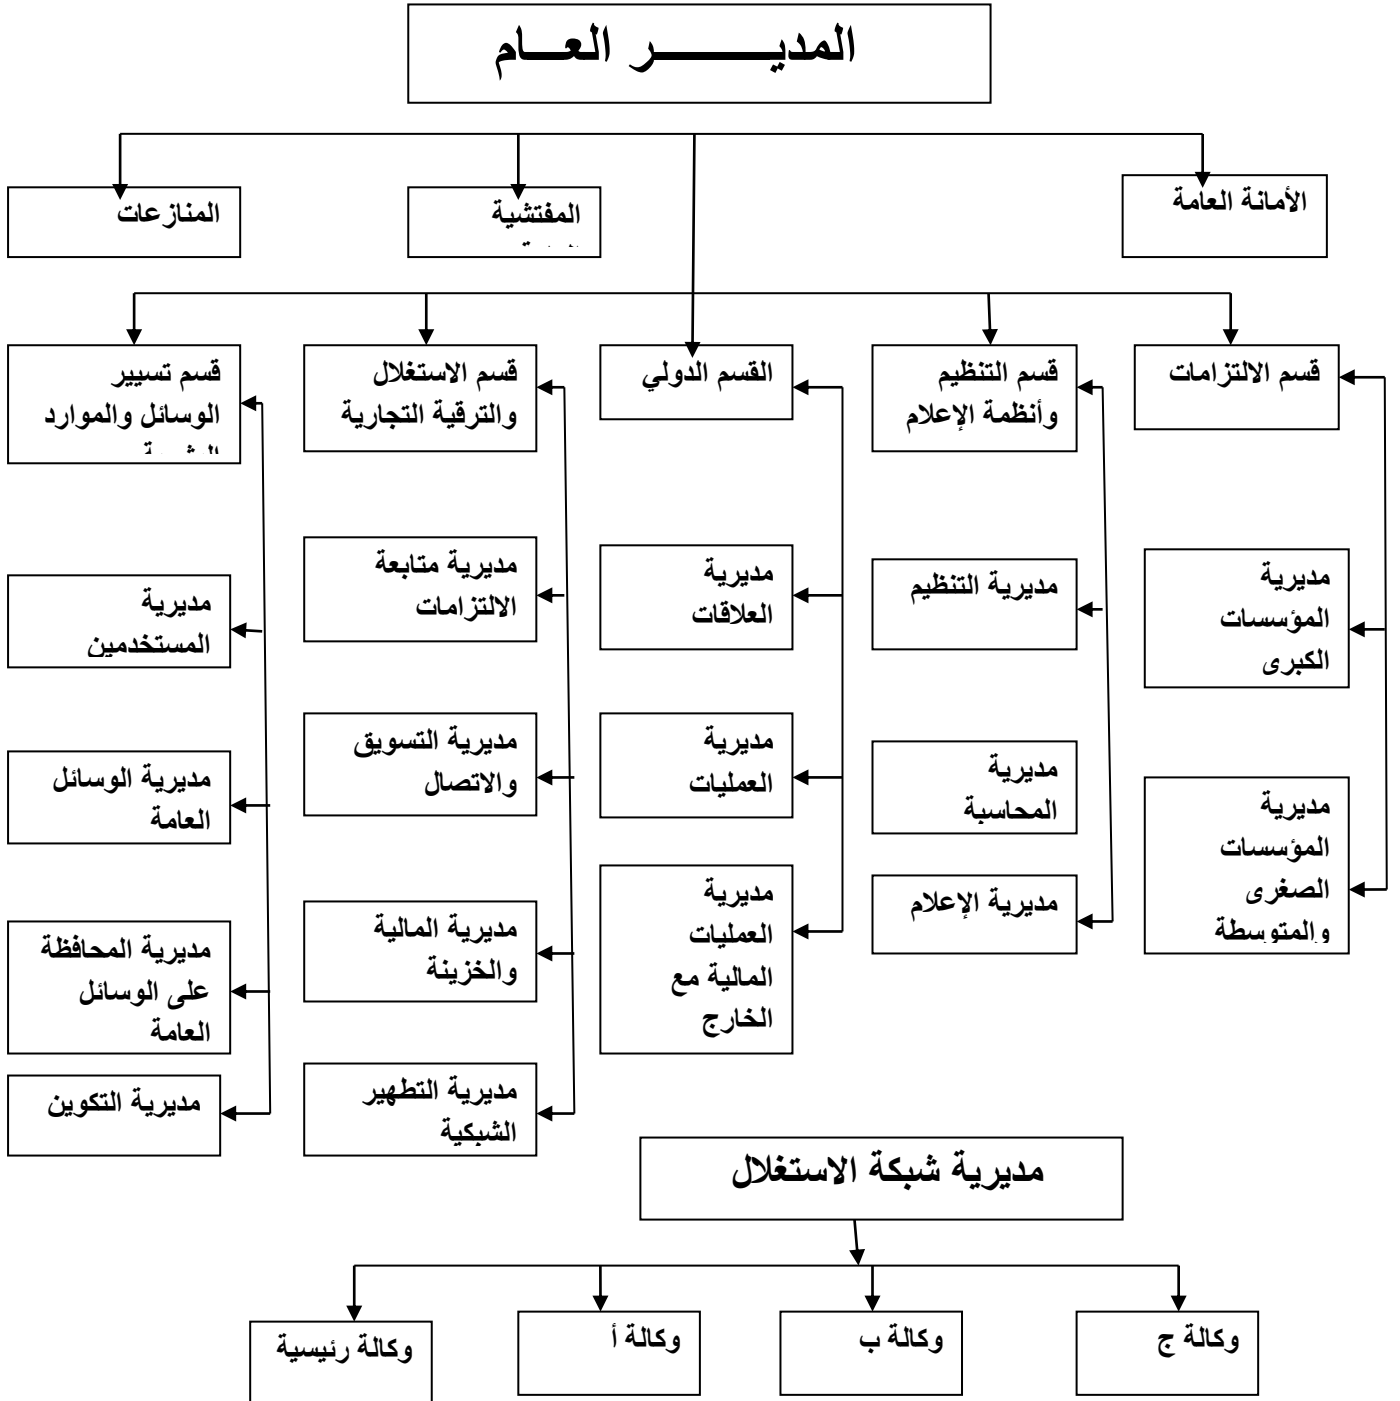 المديــــــر العــام
الأمانة العامة
المفتشية
المنازعات
قسم الالتزامات
قسم التنظيم
وأنظمة الإعلام
القسم الدولي
قسم الاستغلال
والترقية التجارية
قسم تسيير
الوسائل والموارد
مديرية
المؤسسات
الكبرى
مديرية التنظيم
مديرية
العلاقات
مديرية متابعة
الالتزامات
مديرية
المستخدمين
مديرية
المؤسسات
الصغرى
والمتوسطة
مديرية
المحاسبة
مديرية
العمليات
مديرية التسويق
والاتصال
مديرية الوسائل
العامة
مديرية الإعلام
مديرية
العمليات
المالية مع
الخارج
مديرية المالية
والخزينة
مديرية المحافظة
على الوسائل
العامة
مديرية التطهير
الشبكية
مديرية التكوين
مديرية شبكة الاستغلال
وكالة ج
وكالة ب
وكالة أ
وكالة رئيسية